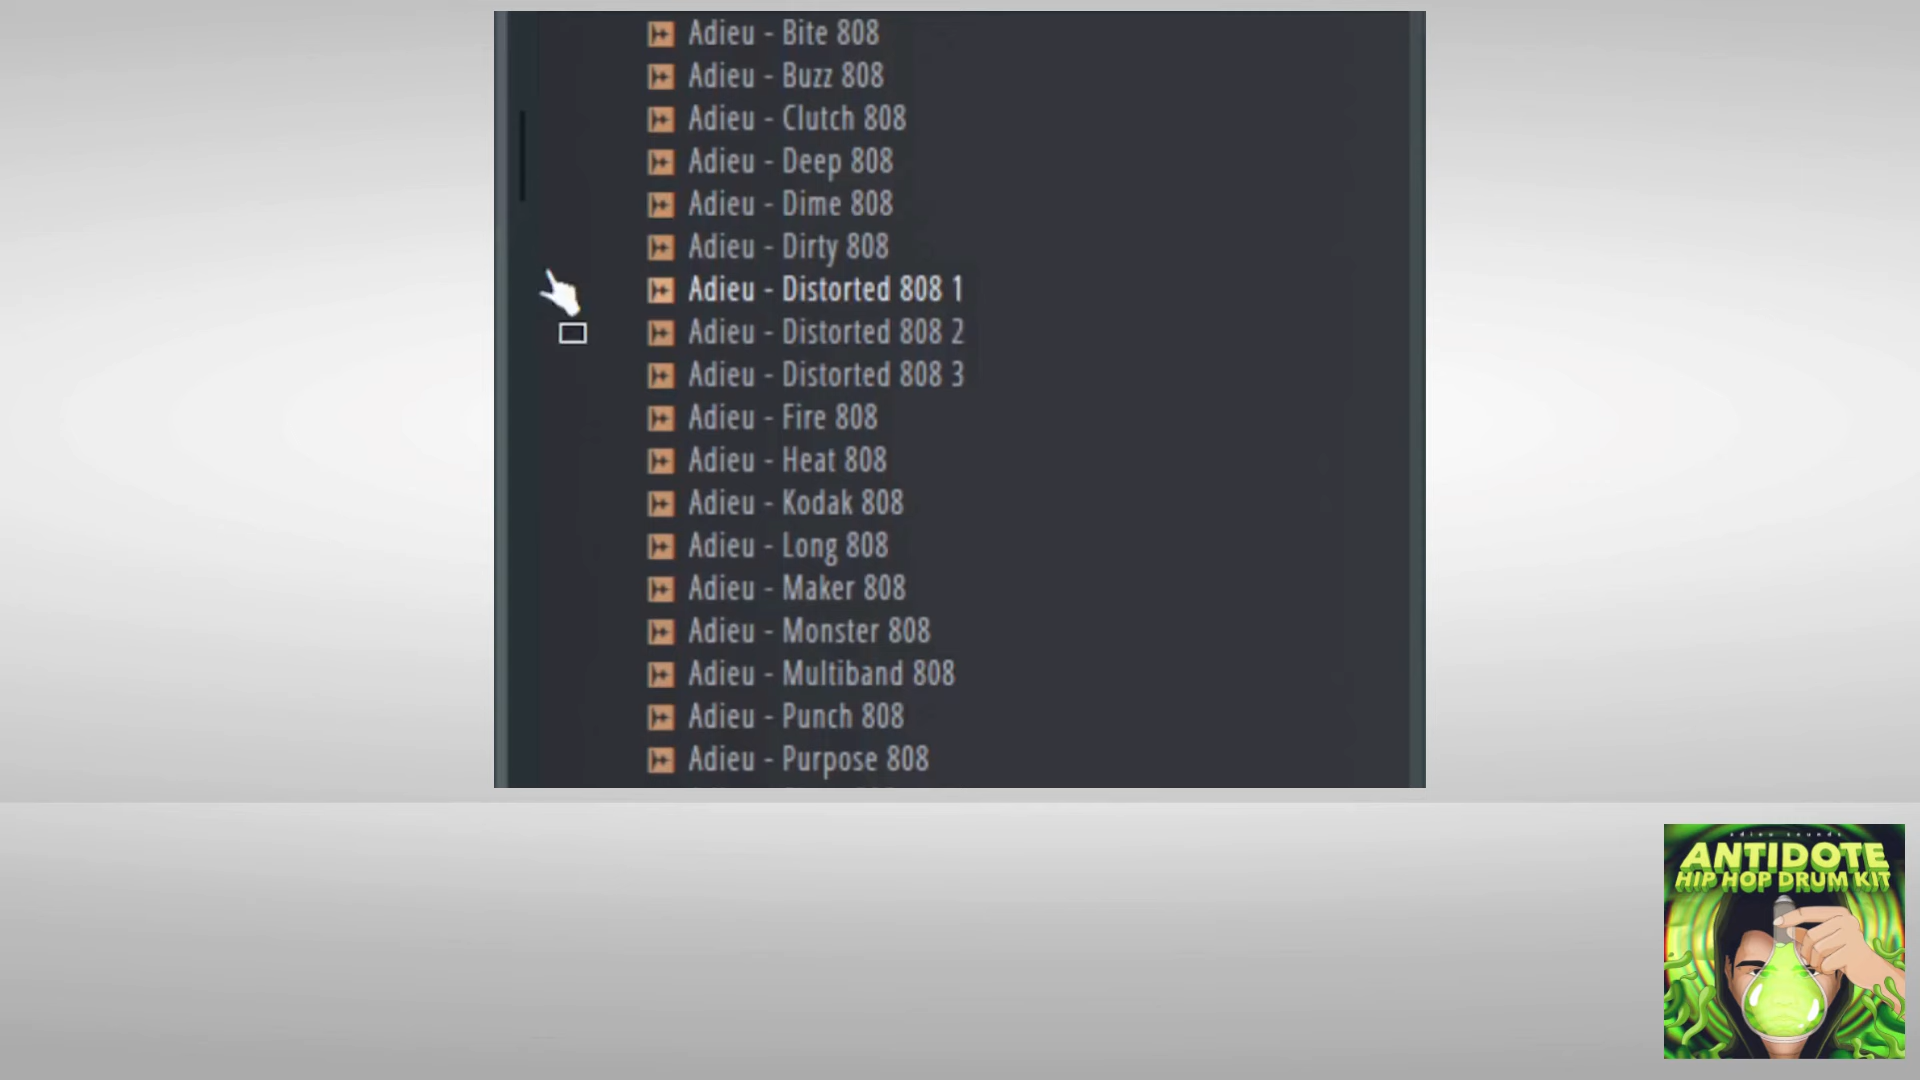 Adieu - Bite 808
Adieu - Buzz 808
Adieu - Clutch 808
Adieu - Deep 808
Adieu - Dime 808
Adieu - Dirty 808
Adieu - Distorted 808 1
Adieu - Distorted 808 2
Adieu - Distorted 808 3
Adieu - Fire 808
Adieu - Heat 808
Adieu - Kodak 808
Adieu - Long 808
Adieu - Maker 808
Adieu - Monster 808
Adieu - Multiband 808
Adieu - Punch 808
Adieu - Purpose 808
adieu sounds
ANTIDOTE
HIP HOP DRUM KIT